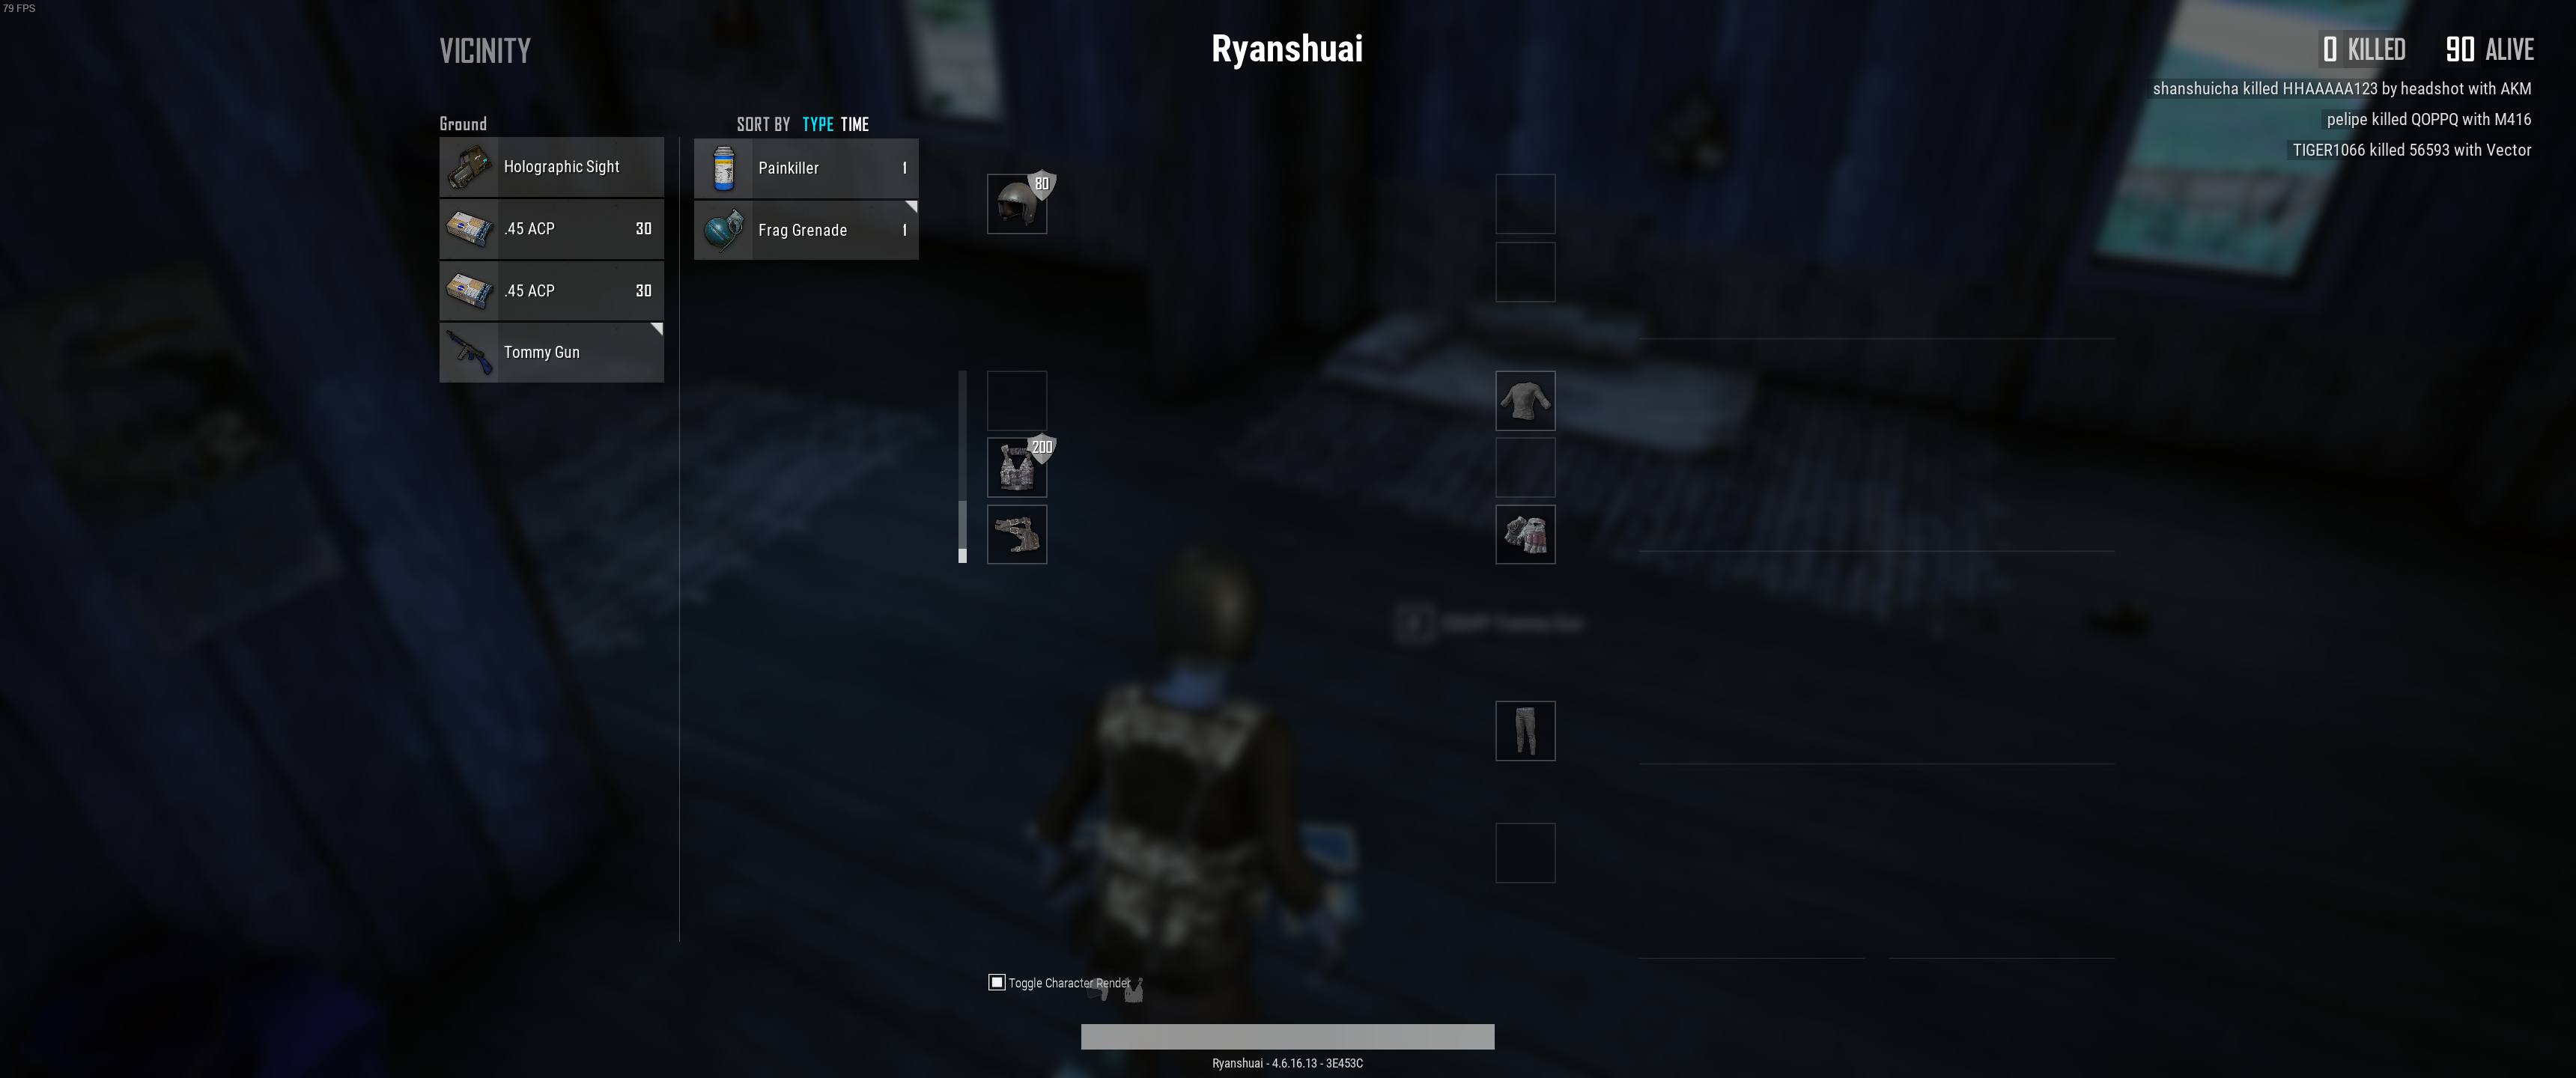 79 FPS
VICINITY
Ryanshuai
0 KILLED 90 ALIVE
shanshuicha killed HHAAAAA123 by headshot with AKM
pelipe killed QOPPQ with M416
TIGER1066 killed 56593 with Vector
Ground
SORT BY TYPE TIME
Holographic Sight
.45 ACP 30
.45 ACP 30
Tommy Gun
Painkiller 1
Frag Grenade 1
80
200
Tommy Gun
Toggle Character Render
Ryanshuai - 4.6.16.13 - 3E453C